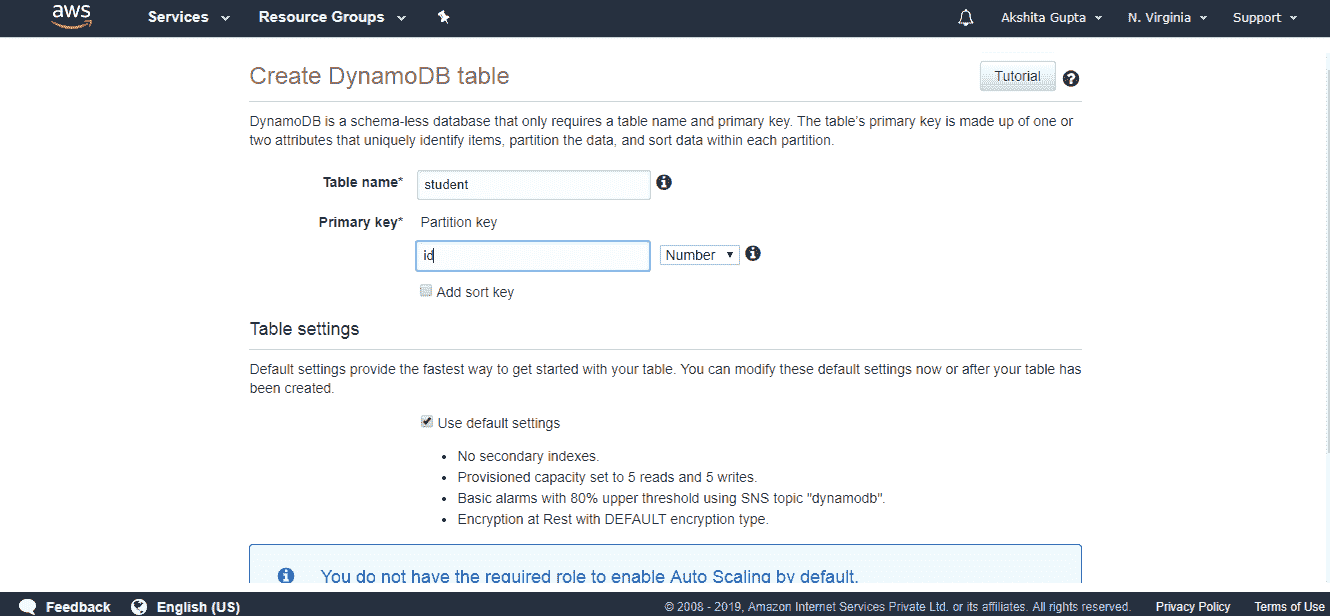 aws Services Resource Groups Akshita Gupta N. Virginia Support
Create DynamoDB table Tutorial ?
DynamoDB is a schema-less database that only requires a table name and primary key. The table's primary key is made up of one or
two attributes that uniquely identify items, partition the data, and sort data within each partition.
Table name* student
Primary key* Partition key
id Number
Add sort key
Table settings
Default settings provide the fastest way to get started with your table. You can modify these default settings now or after your table has
been created.
Use default settings
• No secondary indexes.
• Provisioned capacity set to 5 reads and 5 writes.
• Basic alarms with 80% upper threshold using SNS topic "dynamodb".
• Encryption at Rest with DEFAULT encryption type.
You do not have the required role to enable Auto Scaling by default.
Feedback English (US) © 2008 - 2019, Amazon Internet Services Private Ltd. or its affiliates. All rights reserved. Privacy Policy Terms of Use